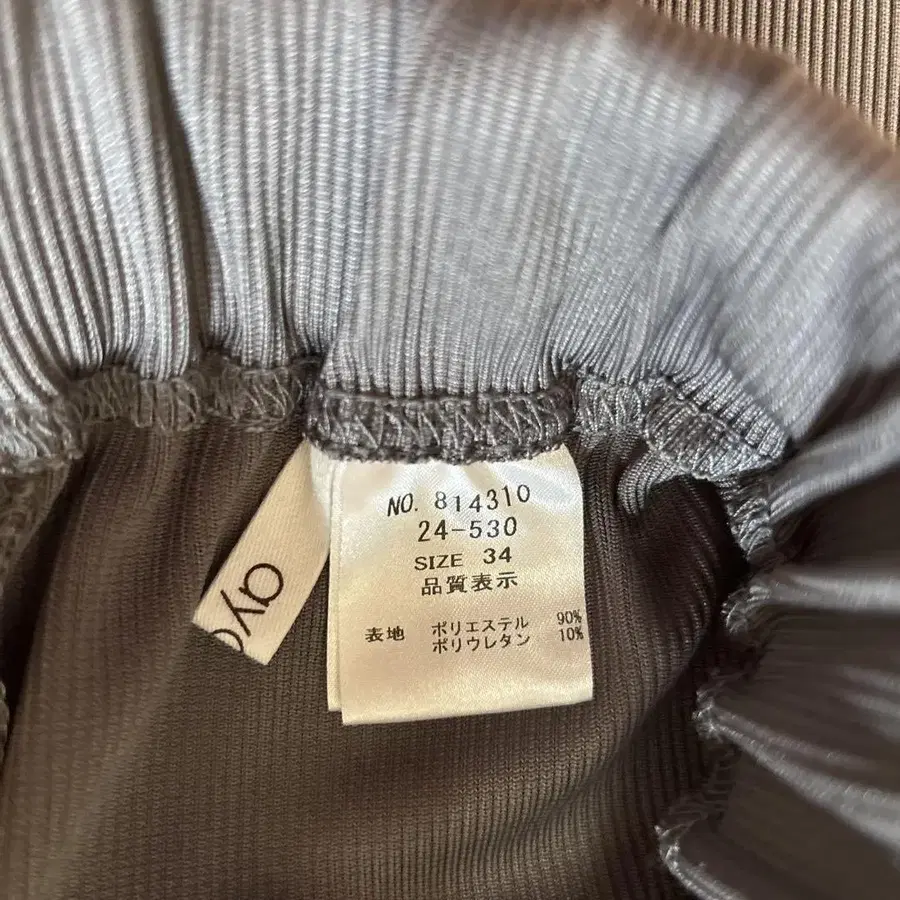 NO. 814310
24-530
SIZE 34
品質表示
表地 ポリエステル 90%
ポリウレタン 10%